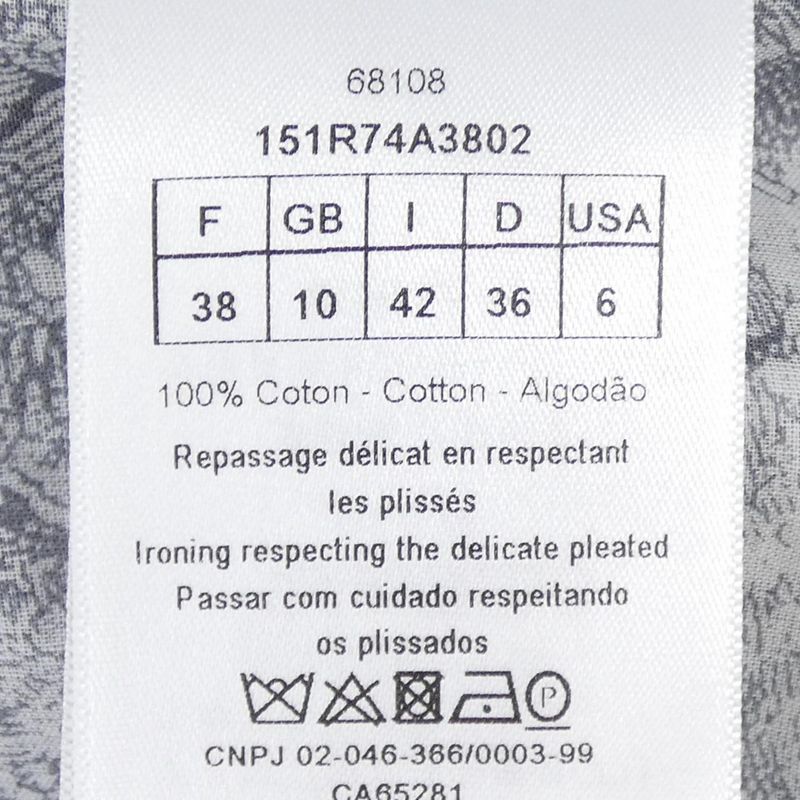 68108
151R74A3802
F GB I D USA
38 10 42 36 6
100% Coton - Cotton - Algodão
Repassage délicat en respectant
les plissés
Ironing respecting the delicate pleated
Passar com cuidado respeitando
os plissados
P
CNPJ 02-046-366/0003-99
CA65281